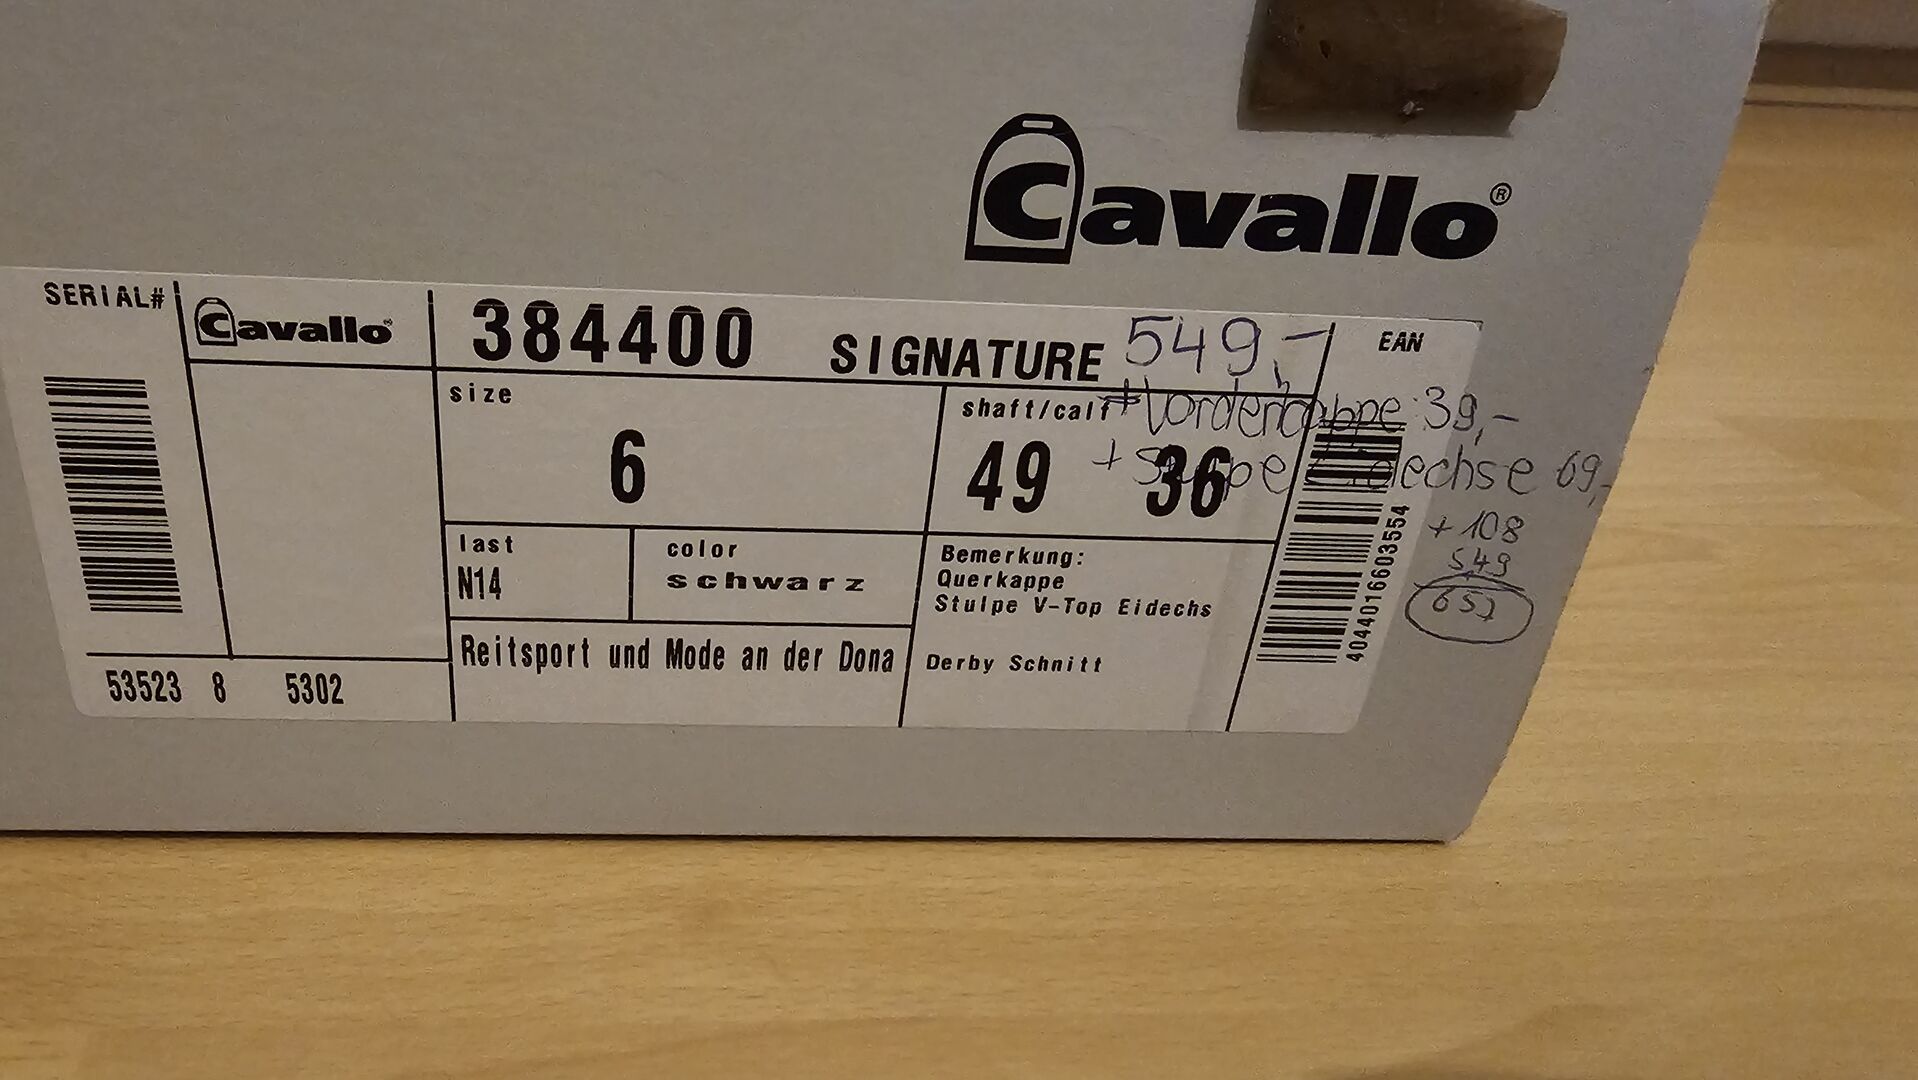 Cavallo®
SERIAL#
Cavallo
384400 SIGNATURE 549,-
EAN
size
6
shaft/calf
49 36
+ Vorderkappe: 39,-
+ Stulpe Eidechse 69,-
+ 108
549
657
last
N14
color
schwarz
Bemerkung:
Querkappe
Stulpe V-Top Eidechs
Derby Schnitt
Reitsport und Mode an der Dona
53523 8 5302
4044016603554